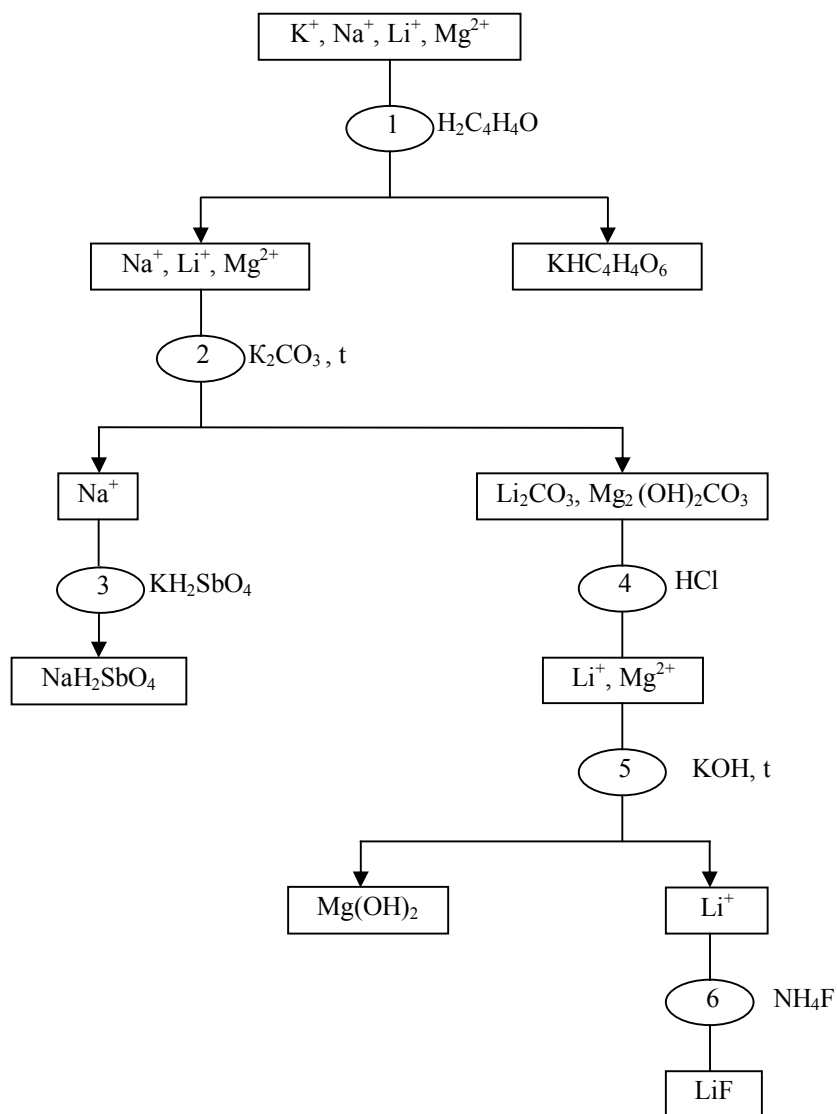 K⁺, Na⁺, Li⁺, Mg²⁺
1 H₂C₄H₄O
Na⁺, Li⁺, Mg²⁺ KHC₄H₄O₆
2 K₂CO₃ , t
Na⁺ Li₂CO₃, Mg₂ (OH)₂CO₃
3 KH₂SbO₄ 4 HCl
NaH₂SbO₄ Li⁺, Mg²⁺
5 KOH, t
Mg(OH)₂ Li⁺
6 NH₄F
LiF